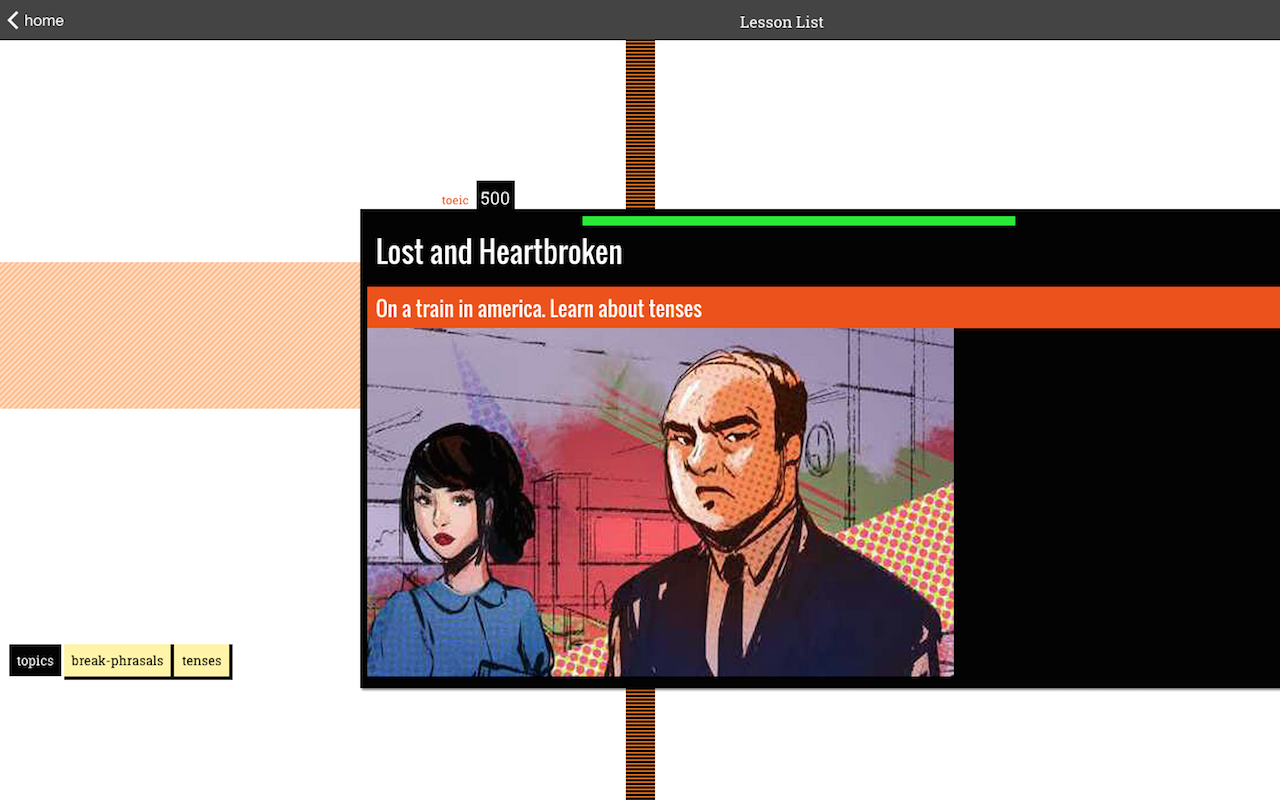 home
Lesson List
toeic 500
Lost and Heartbroken
On a train in america. Learn about tenses
topics break-phrasals tenses